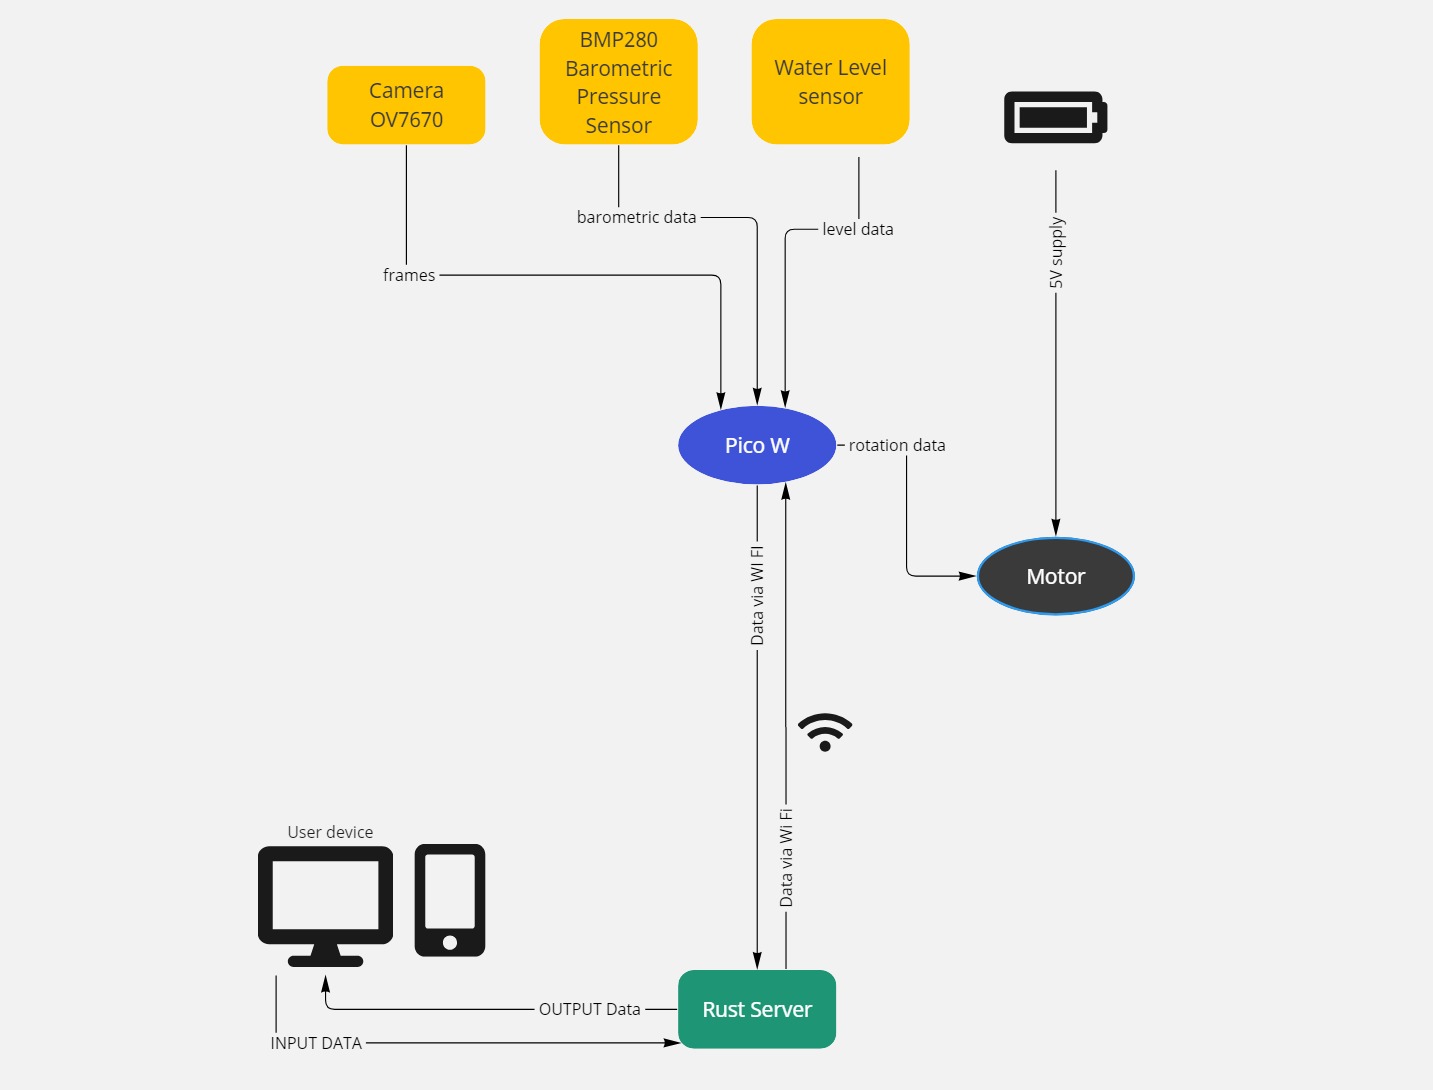 Camera
OV7670
BMP280
Barometric
Pressure
Sensor
Water Level
sensor
barometric data
level data
frames
5V supply
Pico W
rotation data
Motor
Data via WI FI
Data via Wi Fi
User device
OUTPUT Data
Rust Server
INPUT DATA